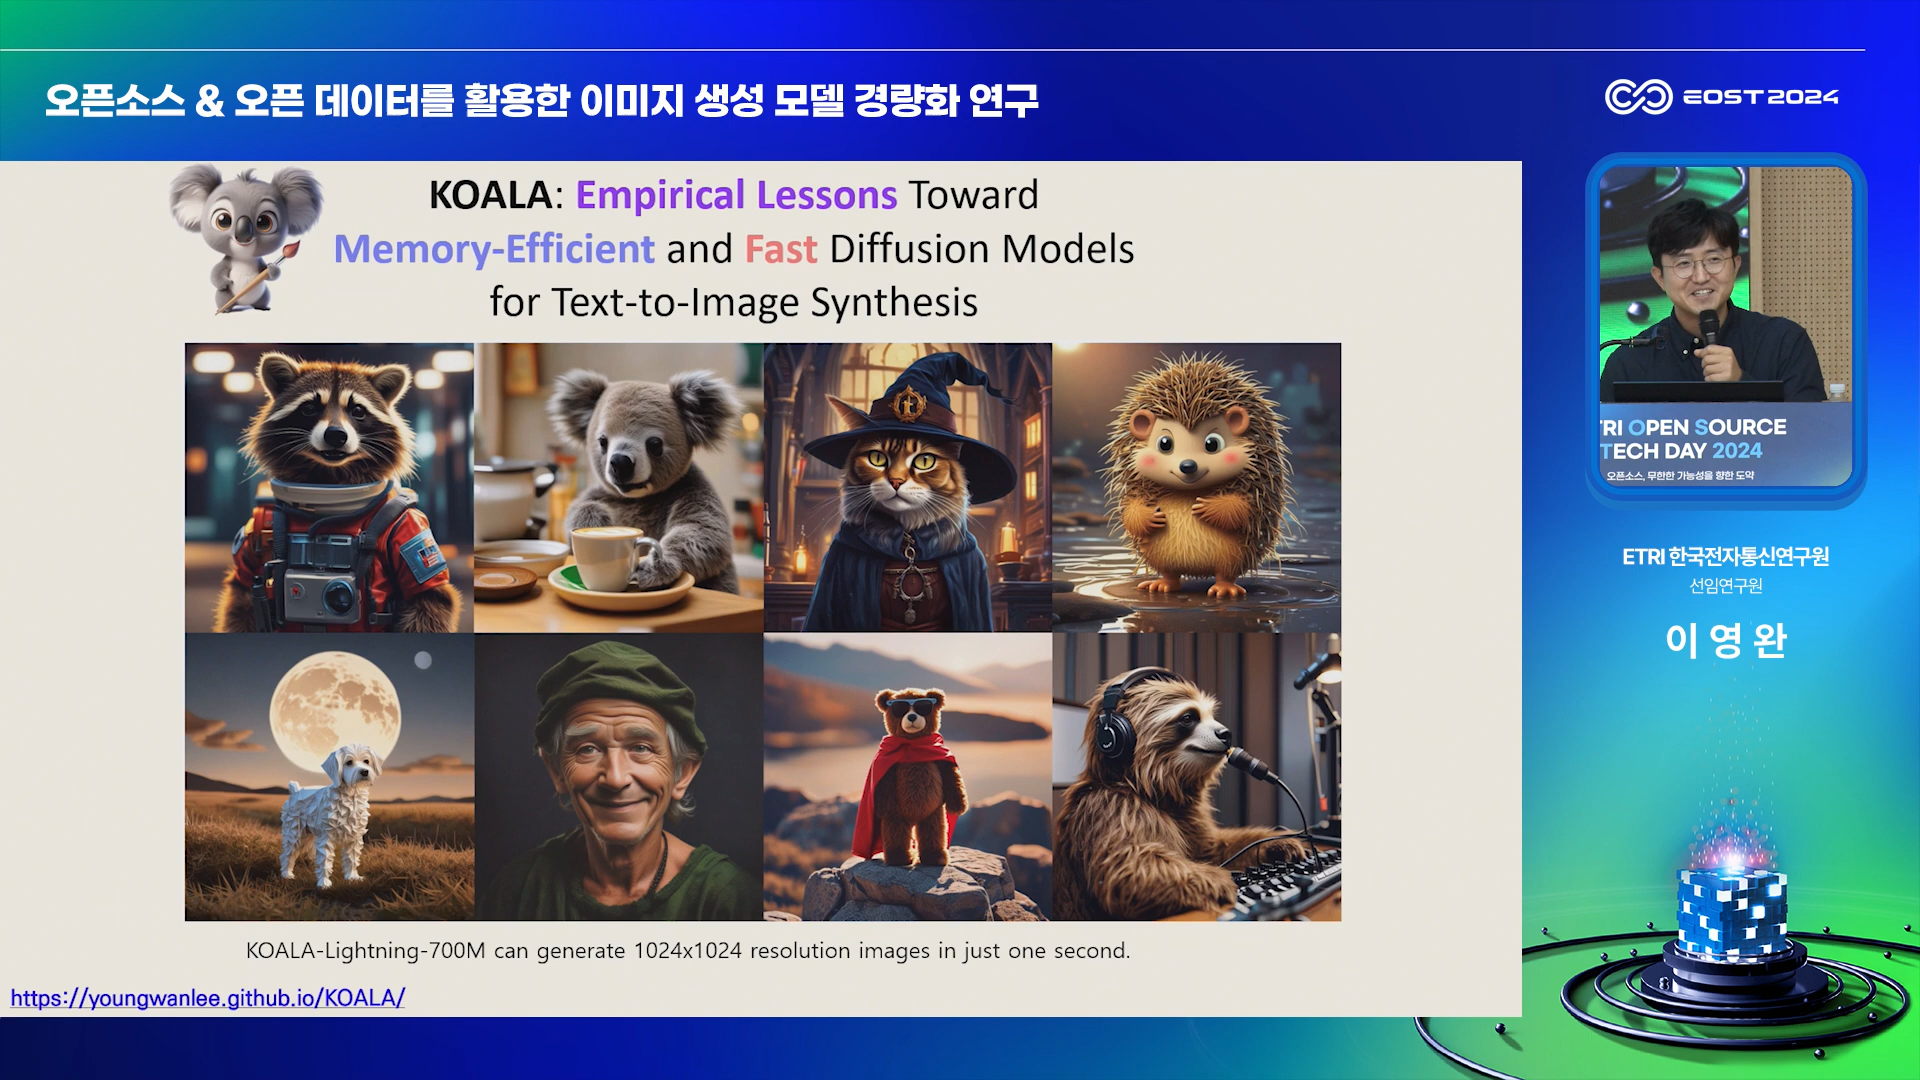 오픈소스 & 오픈 데이터를 활용한 이미지 생성 모델 경량화 연구
EOST 2024
KOALA: Empirical Lessons Toward
Memory-Efficient and Fast Diffusion Models
for Text-to-Image Synthesis
KOALA-Lightning-700M can generate 1024x1024 resolution images in just one second.
https://youngwanlee.github.io/KOALA/
TRI OPEN SOURCE
TECH DAY 2024
오픈소스, 무한한 가능성을 향한 도약
ETRI 한국전자통신연구원
선임연구원
이 영 완